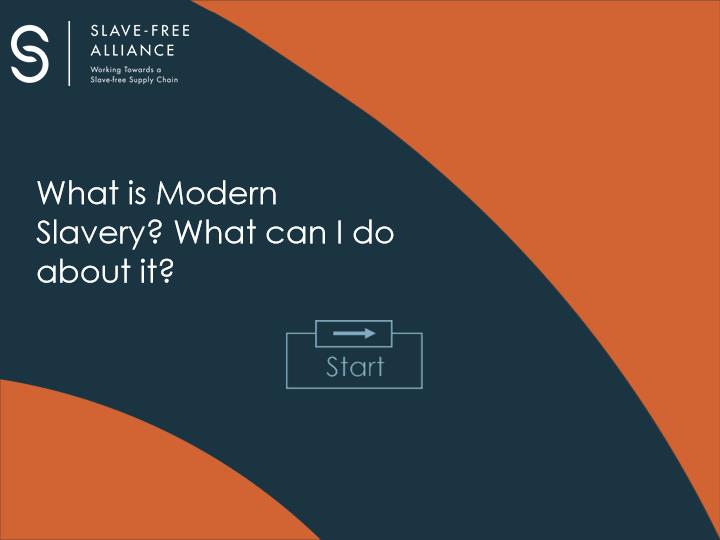 SLAVE-FREE
ALLIANCE
Working Towards a
Slave-free Supply Chain
What is Modern
Slavery? What can I do
about it?
Start